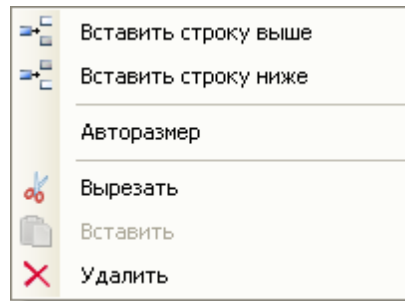 Вставить строку выше
Вставить строку ниже
Авторазмер
Вырезать
Вставить
Удалить